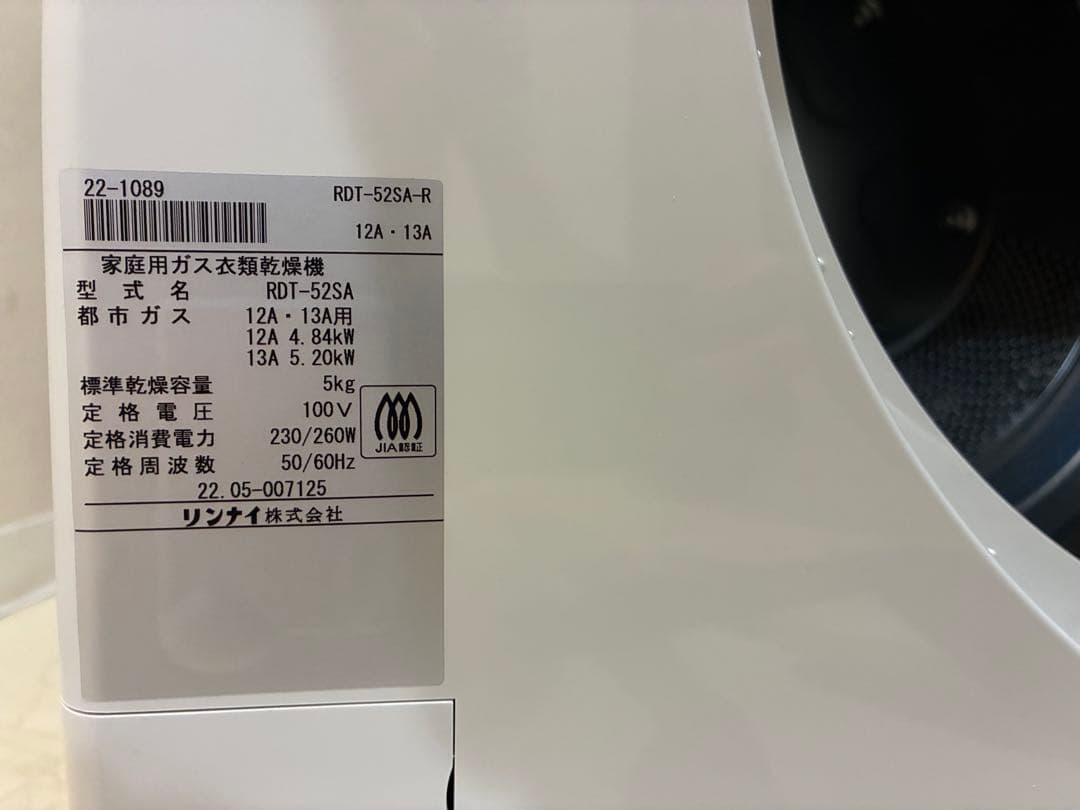 22-1089
RDT-52SA-R
12A・13A
家庭用ガス衣類乾燥機
型式名 RDT-52SA
都市ガス 12A・13A用
12A 4.84kW
13A 5.20kW
標準乾燥容量 5kg
定格電圧 100V
定格消費電力 230/260W
定格周波数 50/60Hz
JIA認証
22.05-007125
リンナイ株式会社